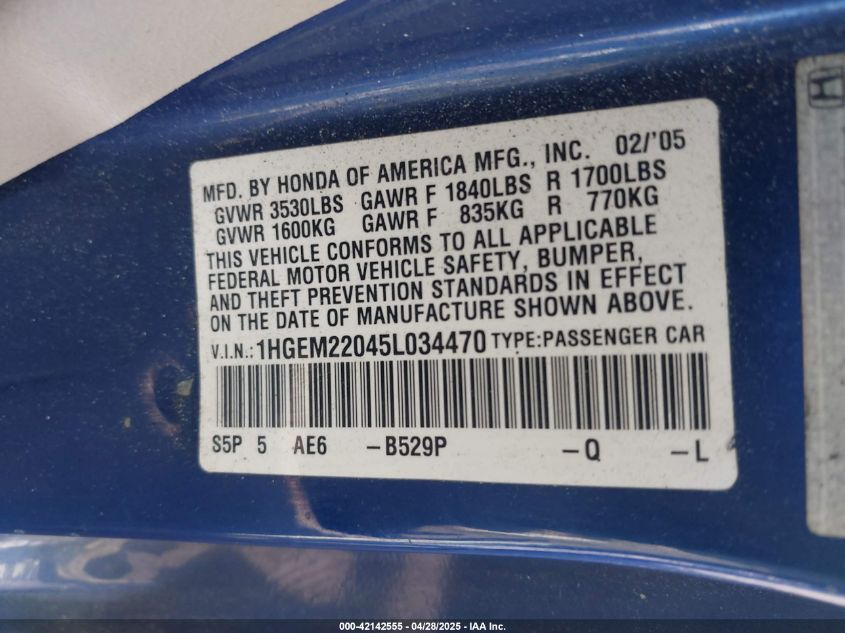 MFD. BY HONDA OF AMERICA MFG., INC. 02/'05
GVWR 3530LBS GAWR F 1840LBS R 1700LBS
GVWR 1600KG GAWR F 835KG R 770KG
THIS VEHICLE CONFORMS TO ALL APPLICABLE
FEDERAL MOTOR VEHICLE SAFETY, BUMPER,
AND THEFT PREVENTION STANDARDS IN EFFECT
ON THE DATE OF MANUFACTURE SHOWN ABOVE.
V.I.N.: 1HGEM22045L034470 TYPE:PASSENGER CAR
S5P 5 AE6 -B529P -Q -L
000-42142555 - 04/28/2025 - IAA Inc.